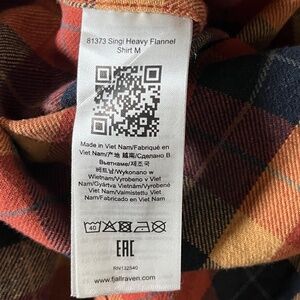 81373 Singi Heavy Flannel
Shirt M
Made in Viet Nam/Fabriqué en
Viet Nam/产地 越南/Сделано В
Вьетнаме/제조국
베트남/Wykonano w
Wietnam/Vyrobeno v Viet
Nam/Gyártva Vietnám/Vyrobené v
Viet Nam/Valmistettu Viet
Nam/Fabricado en Viet Nam
40
EAC
RN132540
www.fjallraven.com